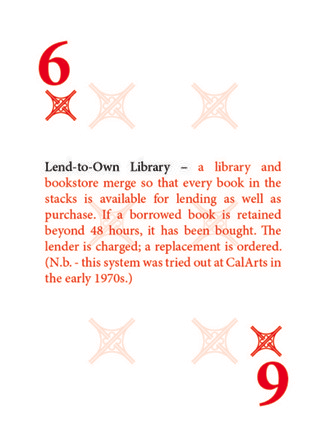 6
Lend-to-Own Library – a library and
bookstore merge so that every book in the
stacks is available for lending as well as
purchase. If a borrowed book is retained
beyond 48 hours, it has been bought. The
lender is charged; a replacement is ordered.
(N.b. - this system was tried out at CalArts in
the early 1970s.)
6